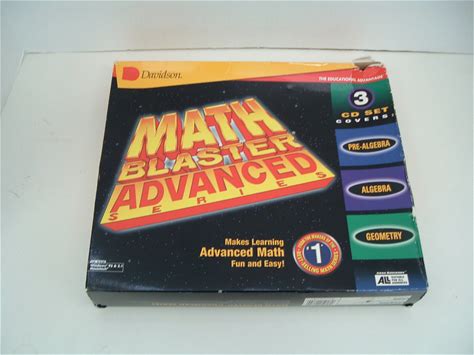 Davidson.
THE EDUCATIONAL ADVANTAGE
MATH
BLASTER
ADVANCED
SERIES
3
CD SET
COVERS:
PRE-ALGEBRA
ALGEBRA
GEOMETRY
Makes Learning
Advanced Math
Fun and Easy!
#1
ALL